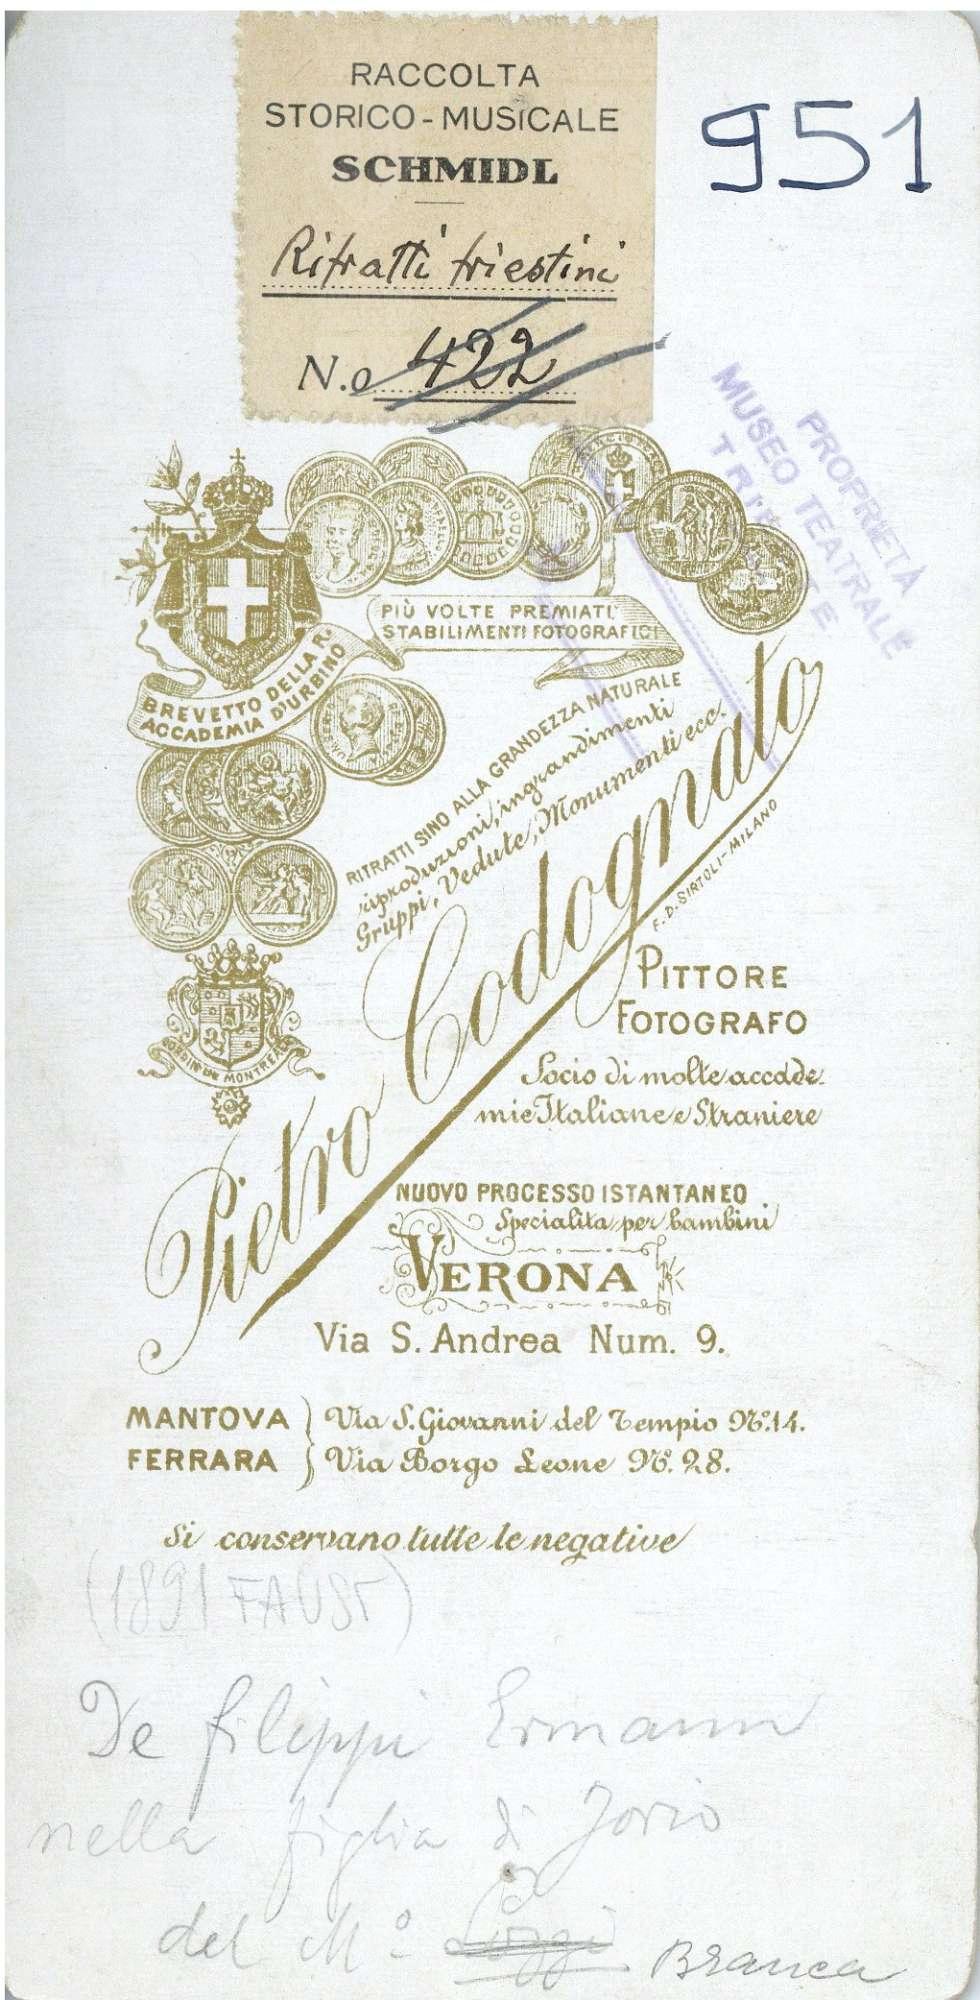 RACCOLTA
STORICO-MUSICALE
SCHMIDL
Ritratti triestini
N.o 422
951
PROPRIETÀ
MUSEO TEATRALE
TRIESTE
PIÙ VOLTE PREMIATI
STABILIMENTI FOTOGRAFICI
BREVETTO DELLA R.
ACCADEMIA D'URBINO
RITRATTI SINO ALLA GRANDEZZA NATURALE
riproduzioni, ingrandimenti
Gruppi, Vedute, Monumenti ecc.
Pietro Codognato
F. D. SIRTOLI-MILANO
PITTORE
FOTOGRAFO
Socio di molte accade-
mie Italiane e Straniere
NUOVO PROCESSO ISTANTANEO
Specialita per bambini
VERONA
Via S. Andrea Num. 9.
MANTOVA } Via S. Giovanni del Tempio No. 14.
FERRARA } Via Borgo Leone No. 28.
Si conservano tutte le negative
(1891 FAUST)
De filippi Ermann
nella figlia di Jorio
del M° Branca